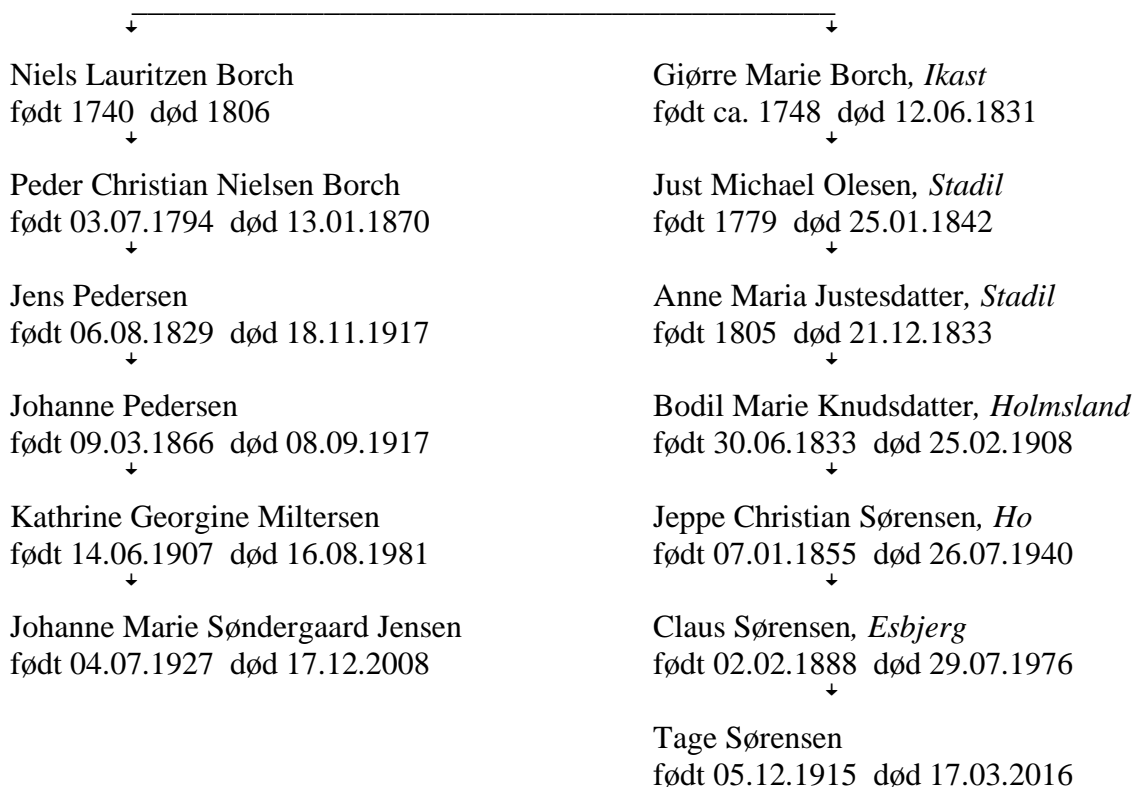 Niels Lauritzen Borch
født 1740 død 1806
Peder Christian Nielsen Borch
født 03.07.1794 død 13.01.1870
Jens Pedersen
født 06.08.1829 død 18.11.1917
Johanne Pedersen
født 09.03.1866 død 08.09.1917
Kathrine Georgine Miltersen
født 14.06.1907 død 16.08.1981
Johanne Marie Søndergaard Jensen
født 04.07.1927 død 17.12.2008
Giørre Marie Borch, Ikast
født ca. 1748 død 12.06.1831
Just Michael Olesen, Stadil
født 1779 død 25.01.1842
Anne Maria Justesdatter, Stadil
født 1805 død 21.12.1833
Bodil Marie Knudsdatter, Holmsland
født 30.06.1833 død 25.02.1908
Jeppe Christian Sørensen, Ho
født 07.01.1855 død 26.07.1940
Claus Sørensen, Esbjerg
født 02.02.1888 død 29.07.1976
Tage Sørensen
født 05.12.1915 død 17.03.2016